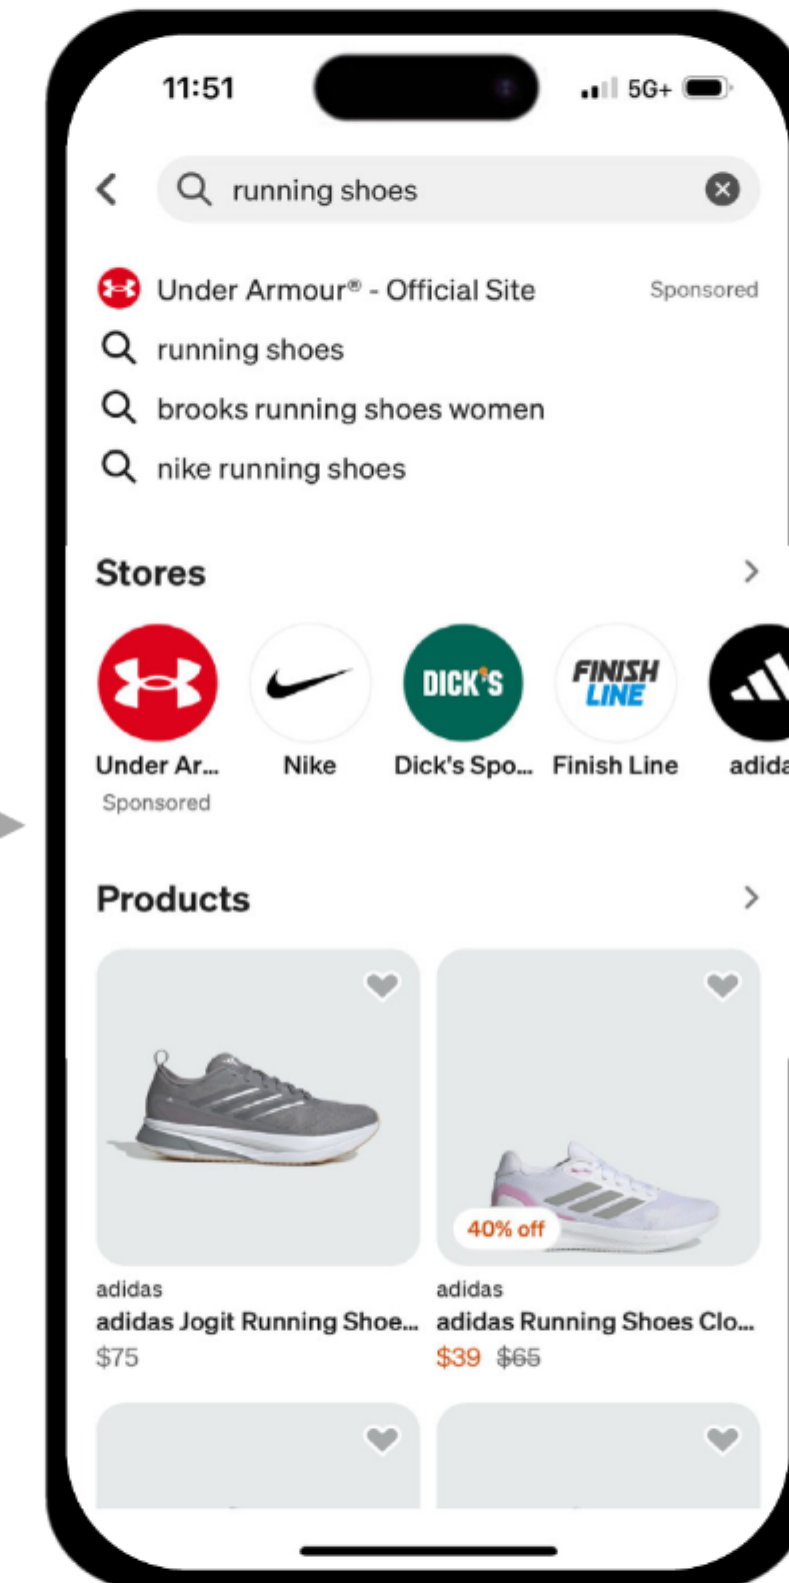 11:51 5G+
running shoes
Under Armour® - Official Site Sponsored
running shoes
brooks running shoes women
nike running shoes
Stores
DICK'S FINISH LINE
Under Ar... Nike Dick's Spo... Finish Line adida
Sponsored
Products
40% off
adidas adidas
adidas Jogit Running Shoe... adidas Running Shoes Clo...
$75 $39 $65